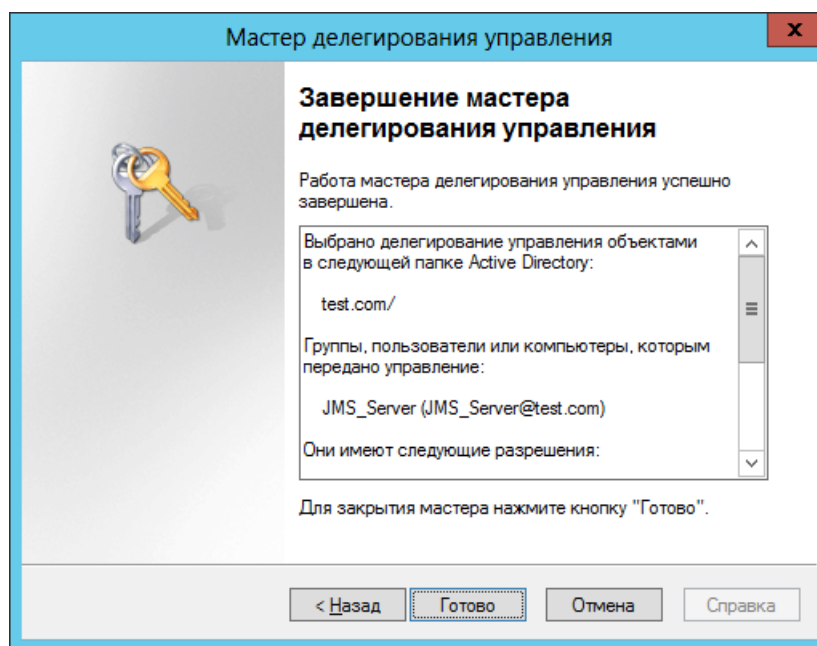 Мастер делегирования управления
x
Завершение мастера
делегирования управления
Работа мастера делегирования управления успешно
завершена.
Выбрано делегирование управления объектами
в следующей папке Active Directory:
test.com/
Группы, пользователи или компьютеры, которым
передано управление:
JMS_Server (JMS_Server@test.com)
Они имеют следующие разрешения:
Для закрытия мастера нажмите кнопку "Готово".
< Назад Готово Отмена Справка